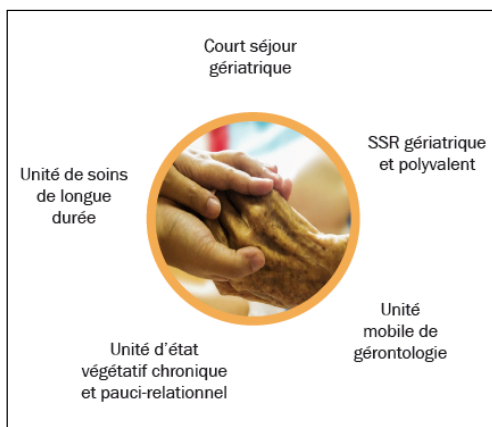 Court séjour
gériatrique
SSR gériatrique
et polyvalent
Unité
mobile de
gérontologie
Unité d'état
végétatif chronique
et pauci-relationnel
Unité de soins
de longue
durée